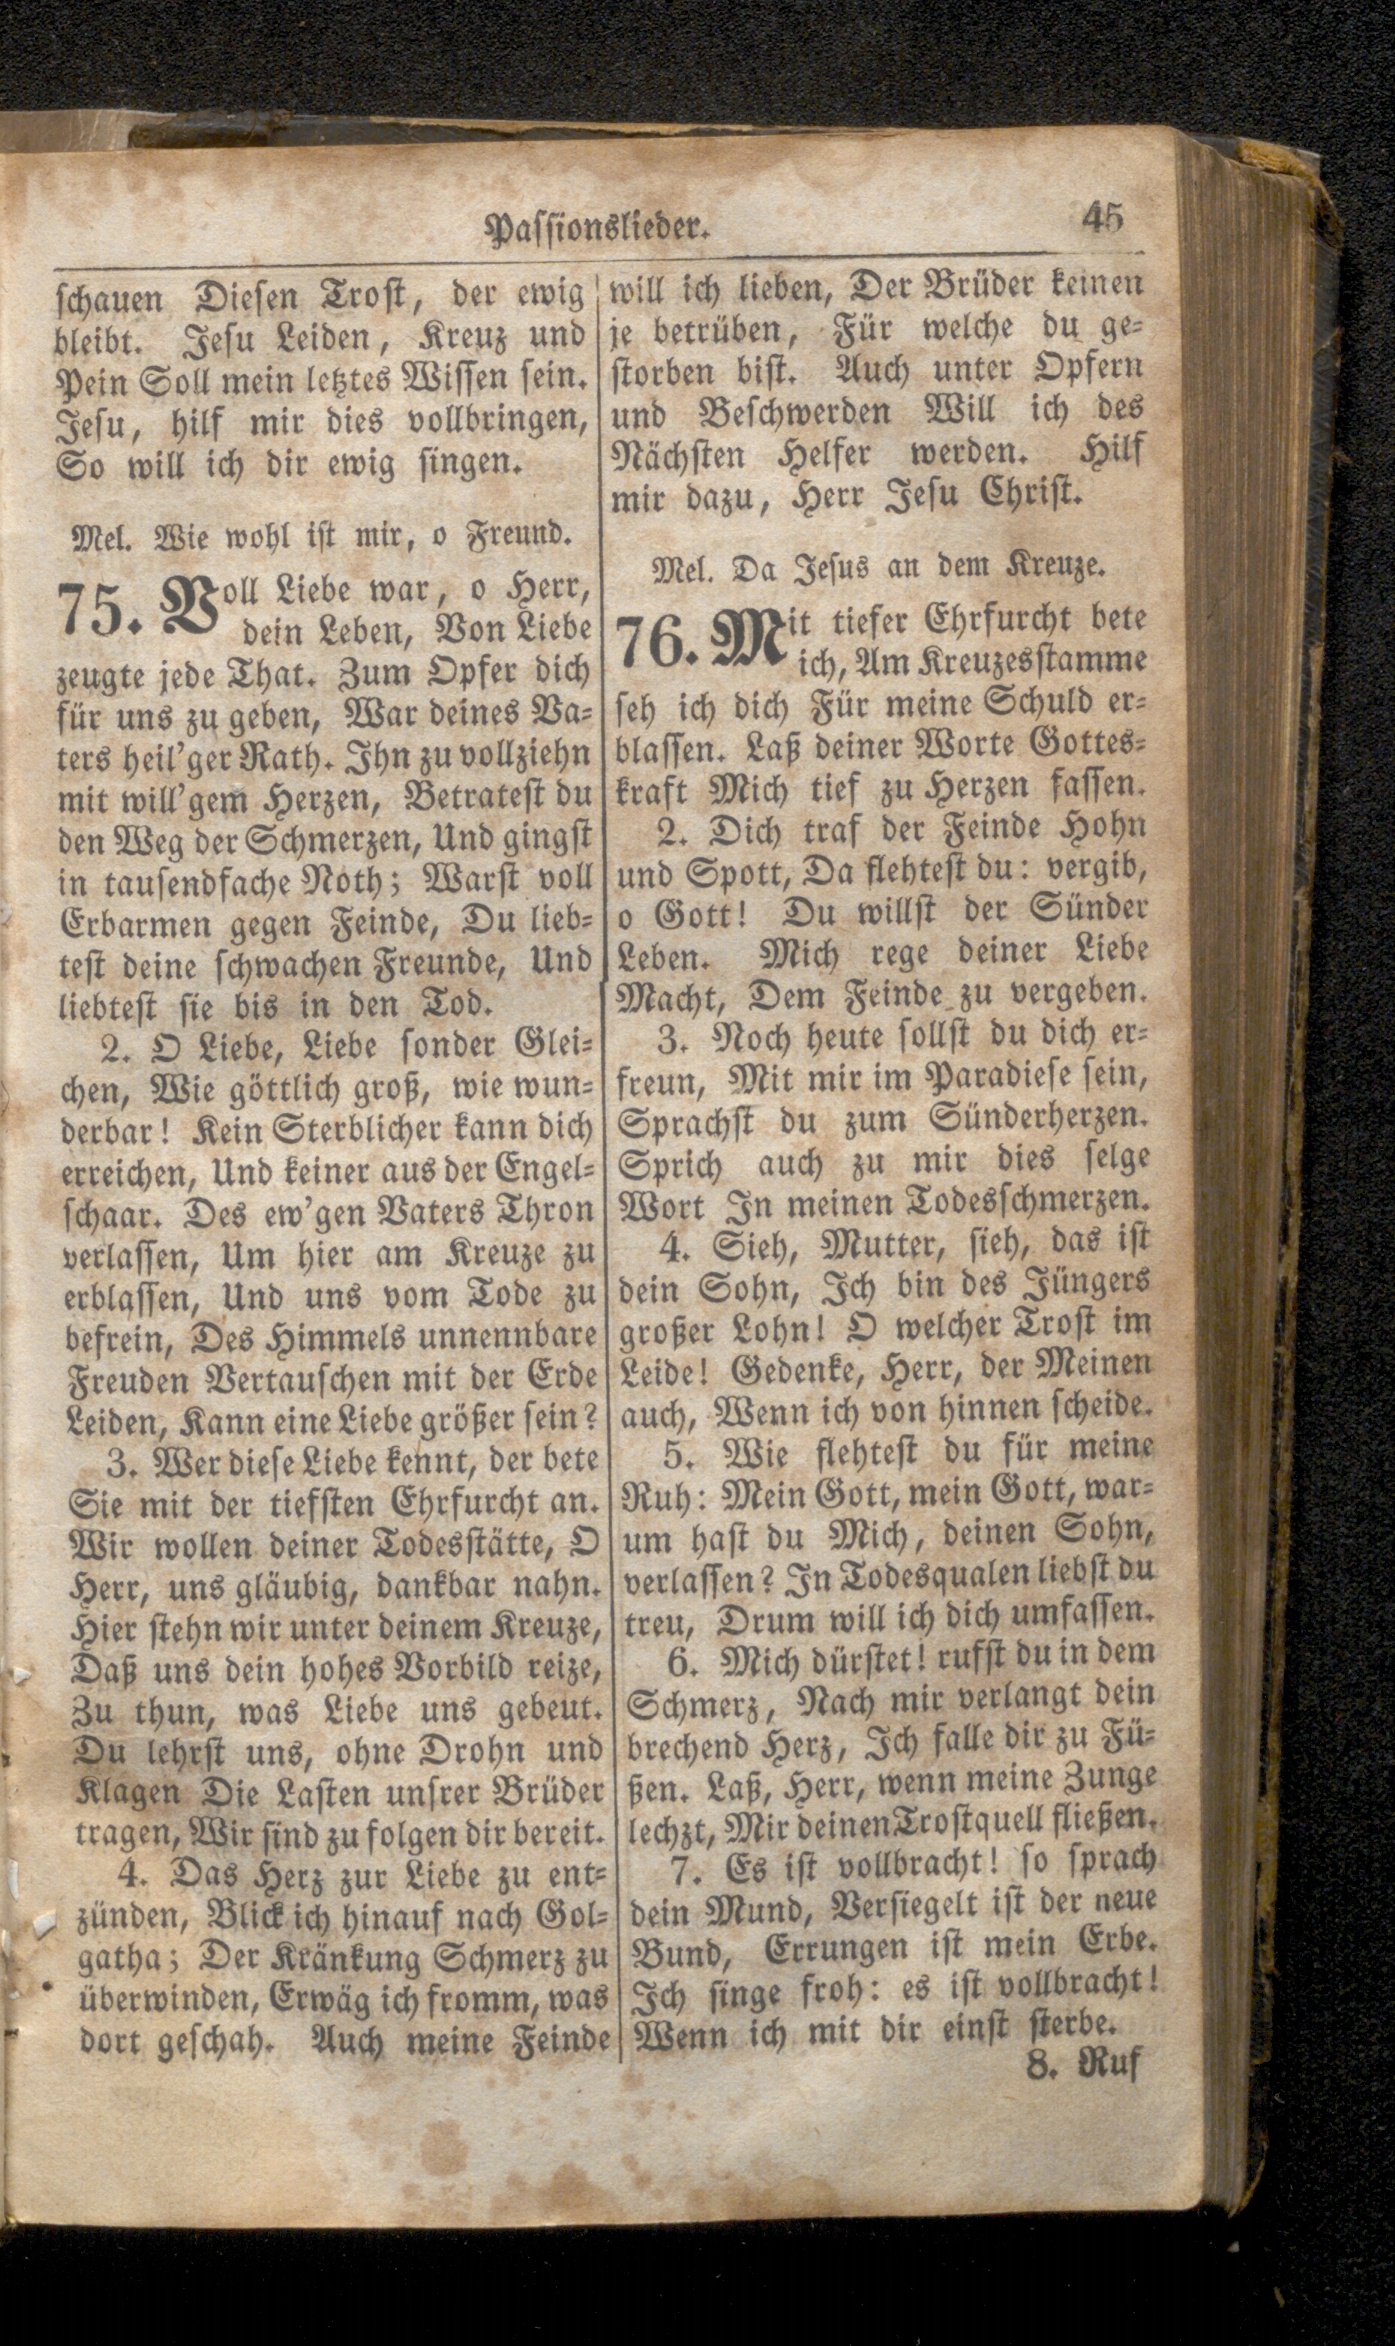 Passionslieder. 45
schauen Diesen Trost, der ewig
bleibt. Jesu Leiden, Kreuz und
Pein Soll mein letztes Wissen sein.
Jesu, hilf mir dies vollbringen,
So will ich dir ewig singen.
Mel. Wie wohl ist mir, o Freund.
75. Voll Liebe war, o Herr,
dein Leben, Von Liebe
zeugte jede That. Zum Opfer dich
für uns zu geben, War deines Va-
ters heil'ger Rath. Ihn zu vollziehn
mit will'gem Herzen, Betratest du
den Weg der Schmerzen, Und gingst
in tausendfache Noth; Warst voll
Erbarmen gegen Feinde, Du lieb-
test deine schwachen Freunde, Und
liebtest sie bis in den Tod.
2. O Liebe, Liebe sonder Glei-
chen, Wie göttlich groß, wie wun-
derbar! Kein Sterblicher kann dich
erreichen, Und keiner aus der Engel-
schaar. Des ew'gen Vaters Thron
verlassen, Um hier am Kreuze zu
erblassen, Und uns vom Tode zu
befrein, Des Himmels unnennbare
Freuden Vertauschen mit der Erde
Leiden, Kann eine Liebe größer sein?
3. Wer diese Liebe kennt, der bete
Sie mit der tiefsten Ehrfurcht an.
Wir wollen deiner Todesstätte, O
Herr, uns gläubig, dankbar nahn.
Hier stehn wir unter deinem Kreuze,
Daß uns dein hohes Vorbild reize,
Zu thun, was Liebe uns gebeut.
Du lehrst uns, ohne Drohn und
Klagen Die Lasten unsrer Brüder
tragen, Wir sind zu folgen dir bereit.
4. Das Herz zur Liebe zu ent-
zünden, Blick ich hinauf nach Gol-
gatha; Der Kränkung Schmerz zu
überwinden, Erwäg ich fromm, was
dort geschah. Auch meine Feinde
will ich lieben, Der Brüder keinen
je betrüben, Für welche du ge-
storben bist. Auch unter Opfern
und Beschwerden Will ich des
Nächsten Helfer werden. Hilf
mir dazu, Herr Jesu Christ.
Mel. Da Jesus an dem Kreuze.
76. Mit tiefer Ehrfurcht bete
ich, Am Kreuzesstamme
seh ich dich Für meine Schuld er-
blassen. Laß deiner Worte Gottes-
kraft Mich tief zu Herzen fassen.
2. Dich traf der Feinde Hohn
und Spott, Da flehtest du: vergib,
o Gott! Du willst der Sünder
Leben. Mich rege deiner Liebe
Macht, Dem Feinde zu vergeben.
3. Noch heute sollst du dich er-
freun, Mit mir im Paradiese sein,
Sprachst du zum Sünderherzen.
Sprich auch zu mir dies selge
Wort In meinen Todesschmerzen.
4. Sieh, Mutter, sieh, das ist
dein Sohn, Ich bin des Jüngers
großer Lohn! O welcher Trost im
Leide! Gedenke, Herr, der Meinen
auch, Wenn ich von hinnen scheide.
5. Wie flehtest du für meine
Ruh: Mein Gott, mein Gott, war-
um hast du Mich, deinen Sohn,
verlassen? In Todesqualen liebst du
treu, Drum will ich dich umfassen.
6. Mich dürstet! rufst du in dem
Schmerz, Nach mir verlangt dein
brechend Herz, Ich falle dir zu Fü-
ßen. Laß, Herr, wenn meine Zunge
lechzt, Mir deinen Trostquell fließen.
7. Es ist vollbracht! so sprach
dein Mund, Versiegelt ist der neue
Bund, Errungen ist mein Erbe.
Ich singe froh: es ist vollbracht!
Wenn ich mit dir einst sterbe.
8. Ruf